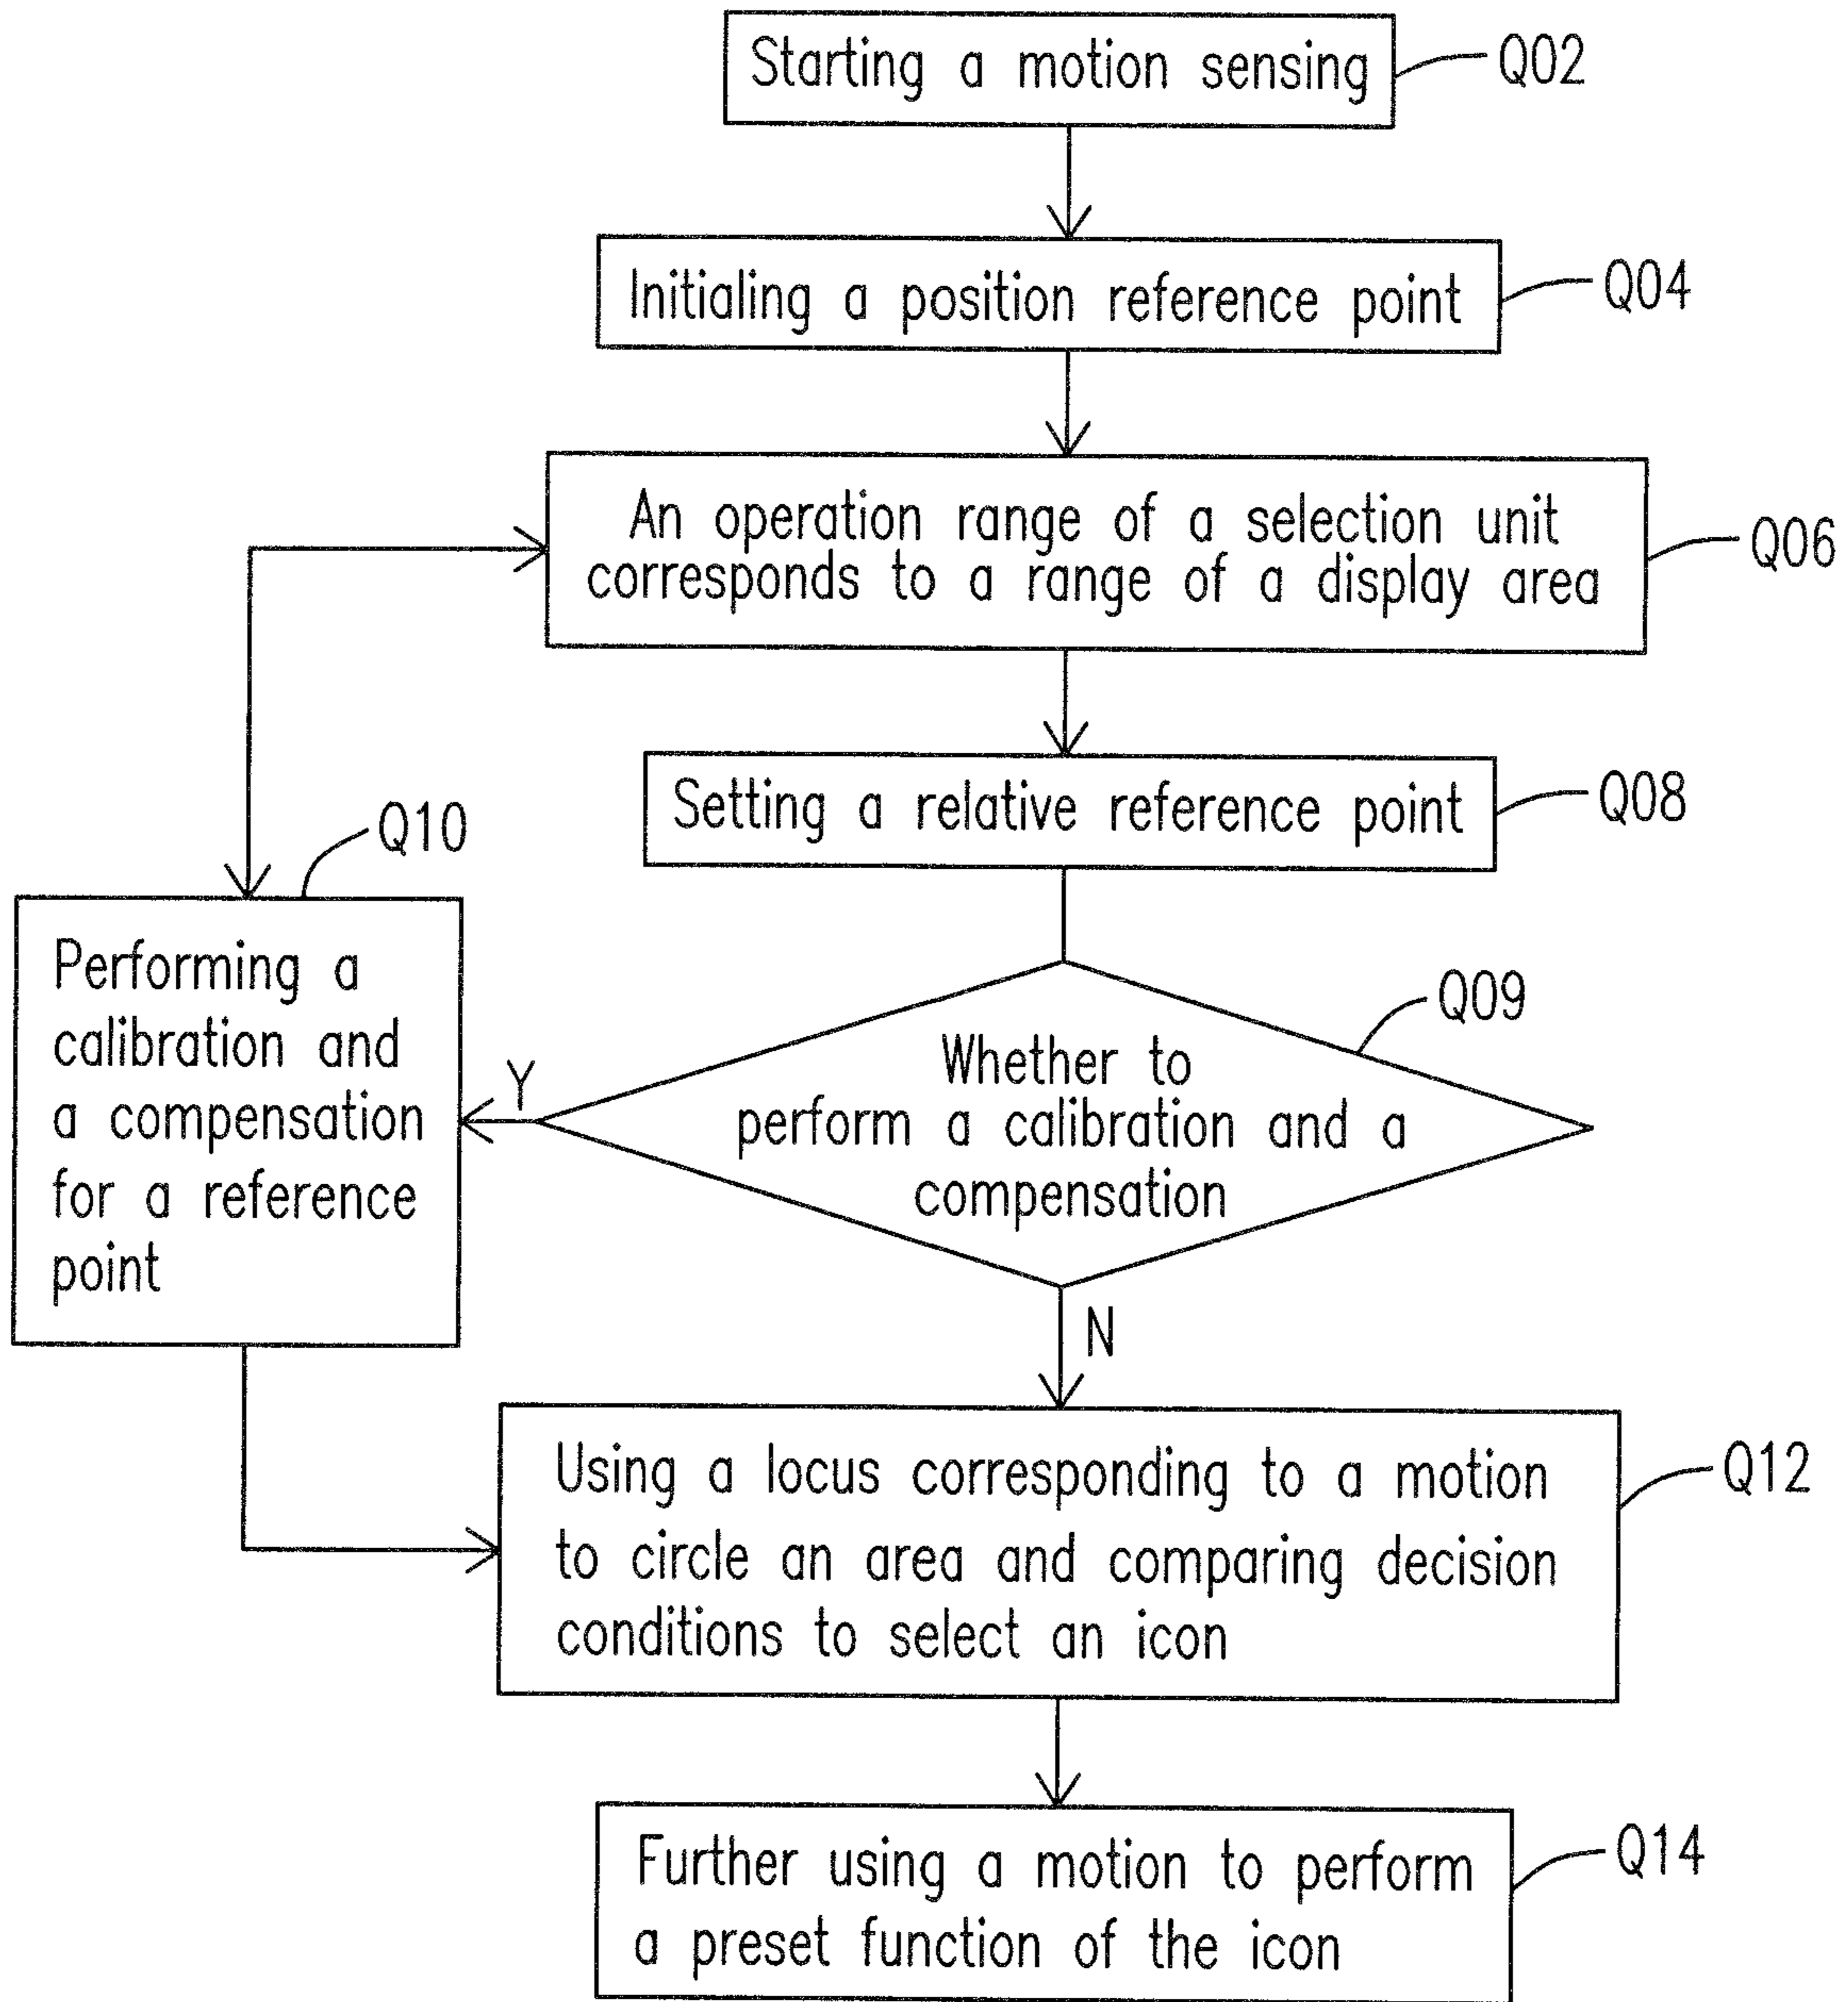 Starting a motion sensing
Q02
Initialing a position reference point
Q04
An operation range of a selection unit
corresponds to a range of a display area
Q06
Setting a relative reference point
Q08
Q10
Performing a
calibration and
a compensation
for a reference
point
Y
Whether to
perform a calibration and a
compensation
Q09
N
Using a locus corresponding to a motion
to circle an area and comparing decision
conditions to select an icon
Q12
Further using a motion to perform
a preset function of the icon
Q14